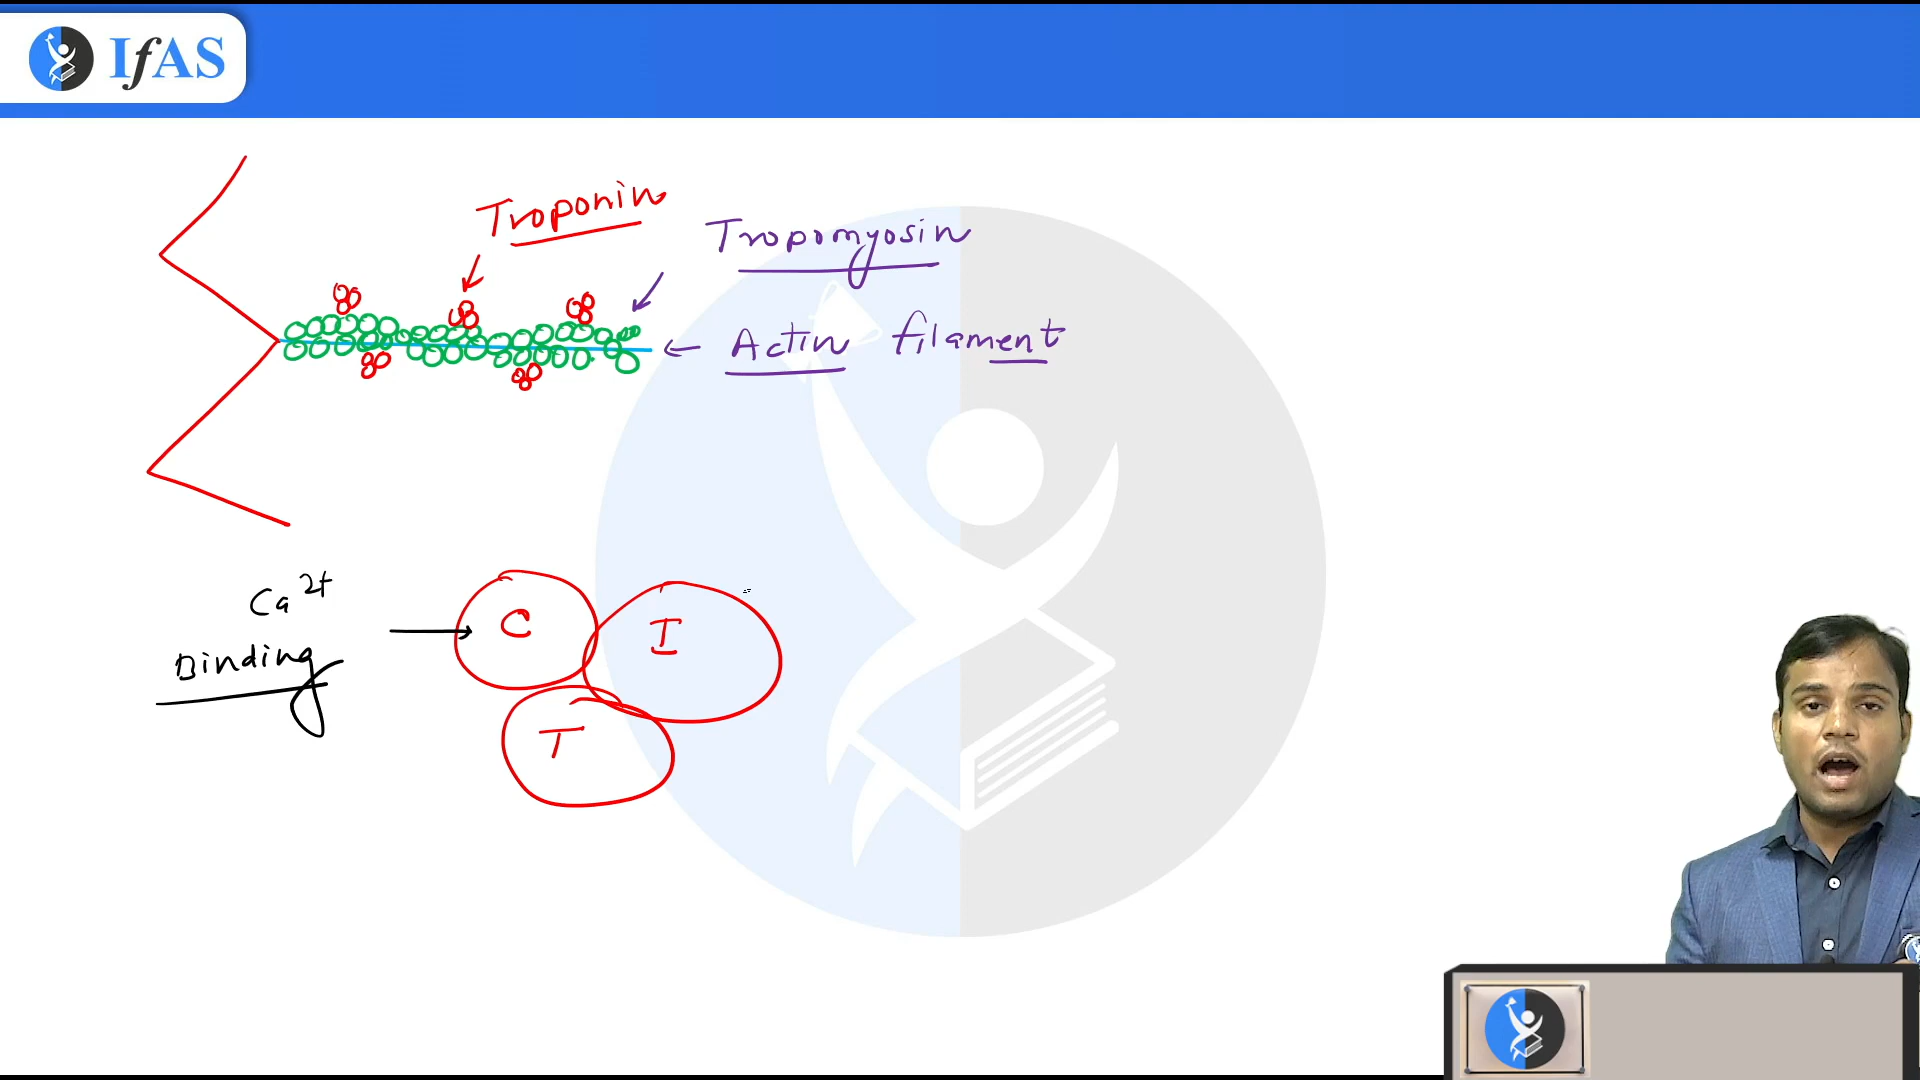 IfAS
Troponin
Tropomyosin
Actin filament
Ca2+
Binding
C
I
T